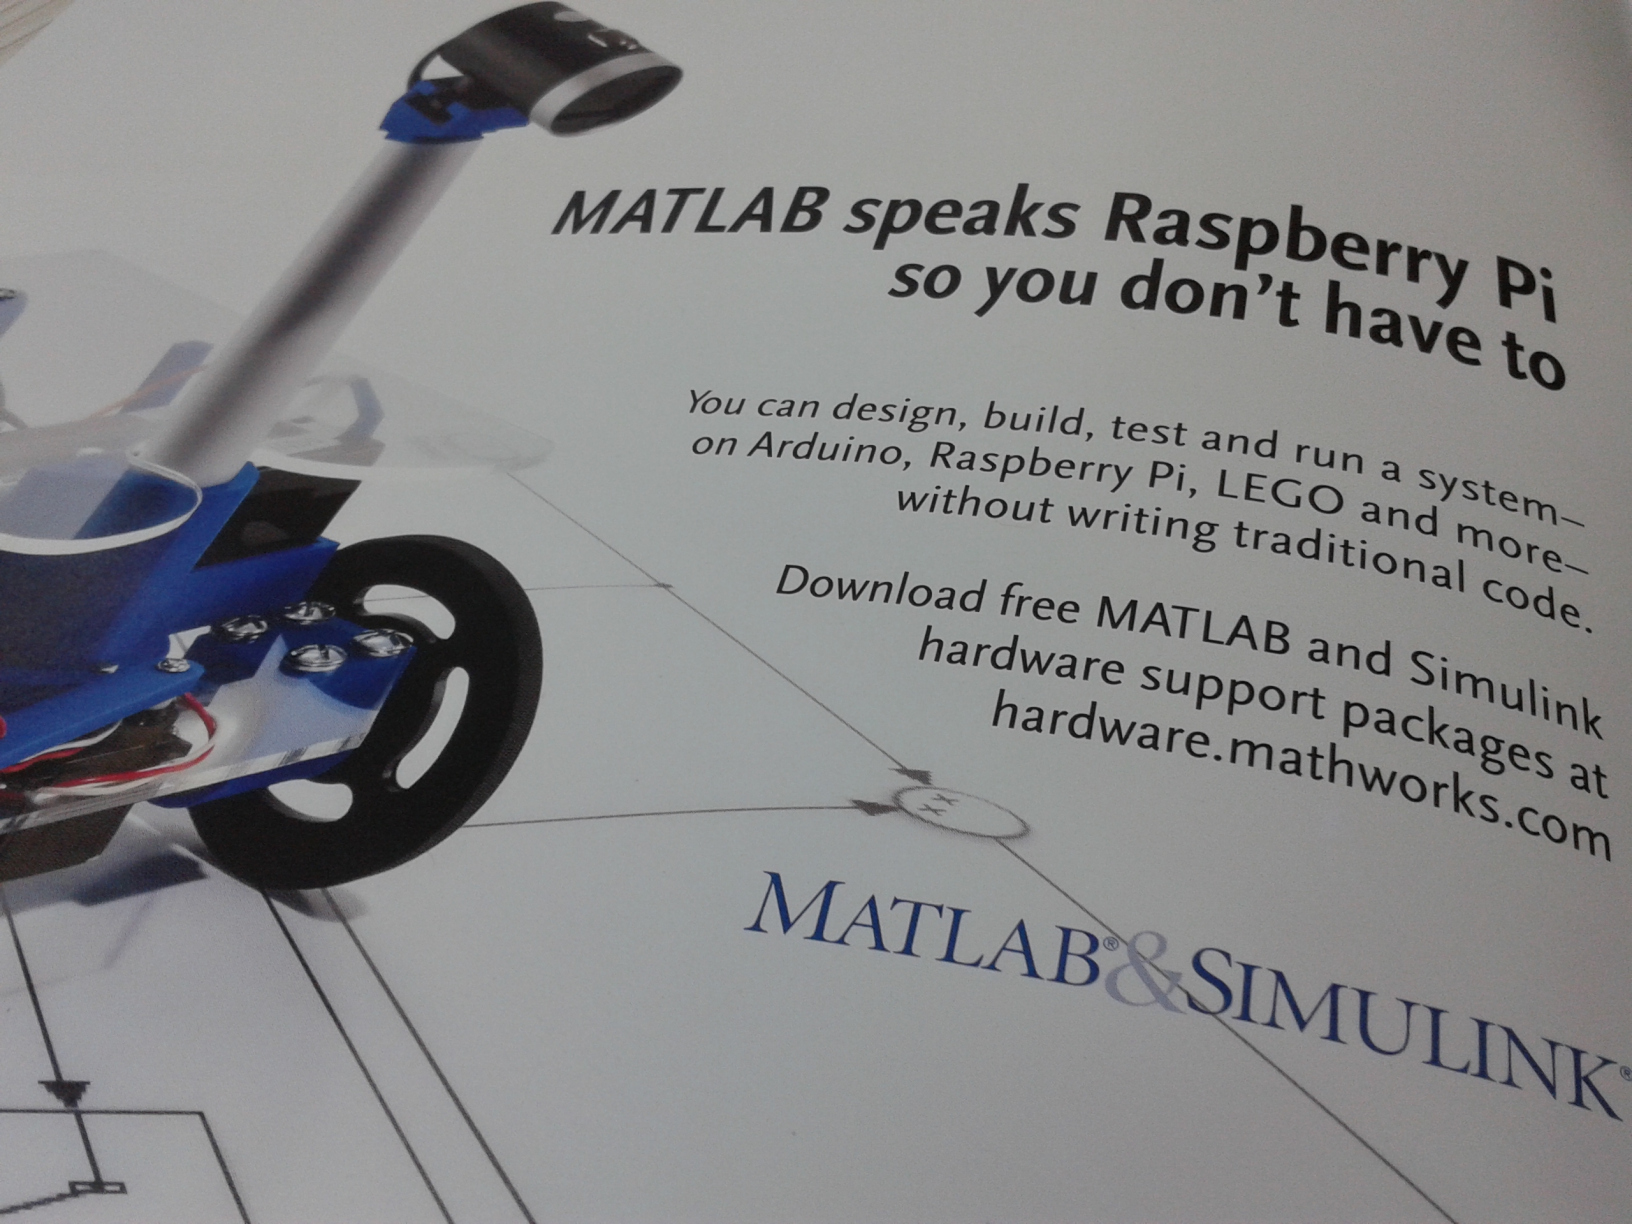 MATLAB speaks Raspberry Pi
so you don't have to
You can design, build, test and run a system–
on Arduino, Raspberry Pi, LEGO and more–
without writing traditional code.
Download free MATLAB and Simulink
hardware support packages at
hardware.mathworks.com
MATLAB®&SIMULINK®